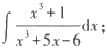 ∫ (x³+1)/(x³+5x-6) dx;